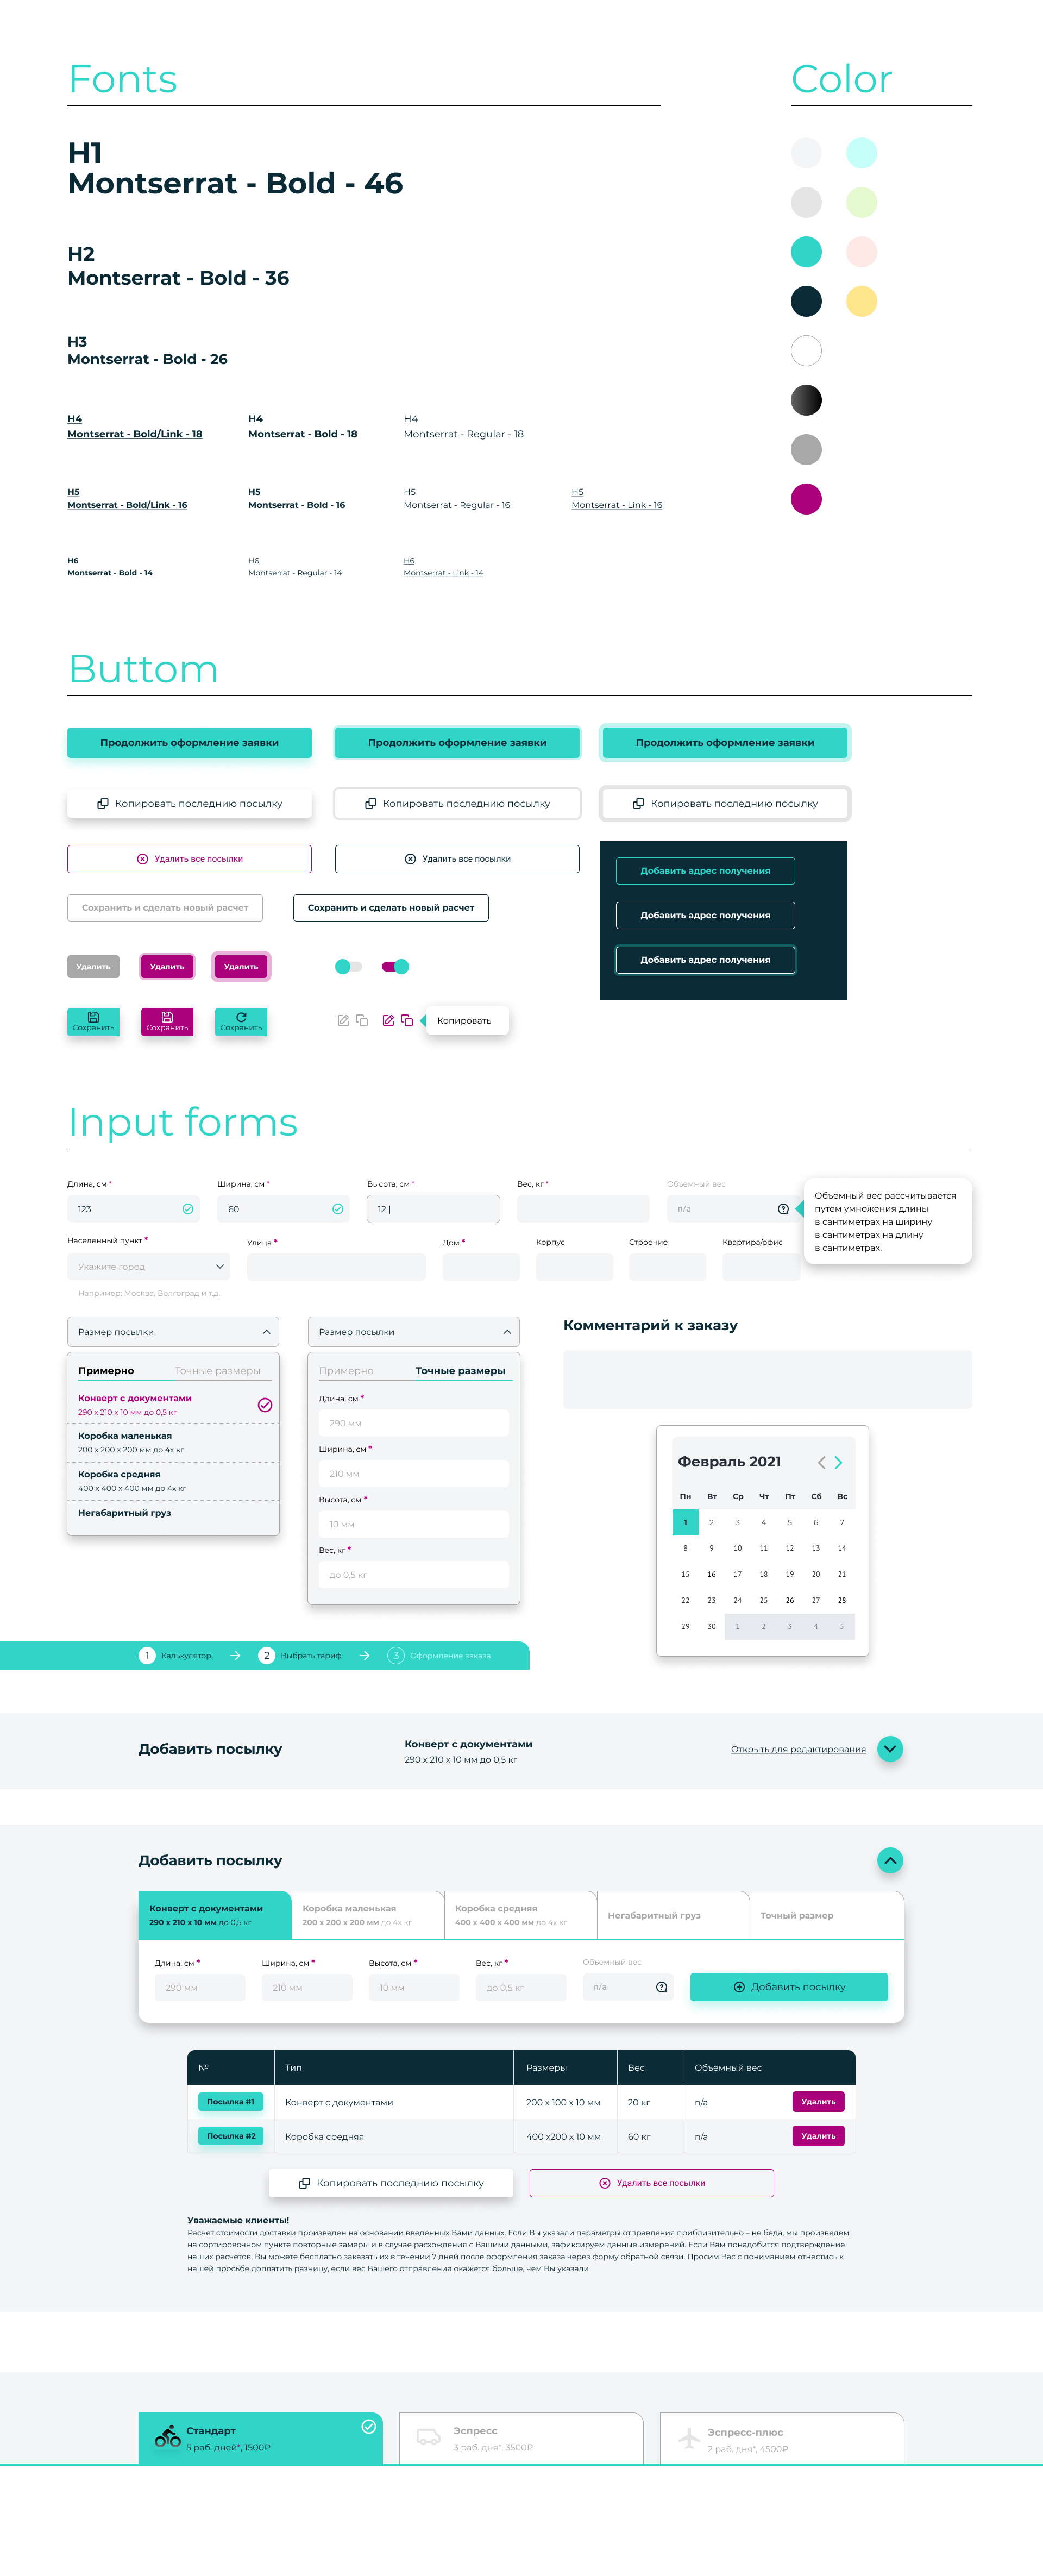 Fonts
Color
H1
Montserrat - Bold - 46
H2
Montserrat - Bold - 36
H3
Montserrat - Bold - 26
H4
Montserrat - Bold/Link - 18
H4
Montserrat - Bold - 18
H4
Montserrat - Regular - 18
H5
Montserrat - Bold/Link - 16
H5
Montserrat - Bold - 16
H5
Montserrat - Regular - 16
H5
Montserrat - Link - 16
H6
Montserrat - Bold - 14
H6
Montserrat - Regular - 14
H6
Montserrat - Link - 14
Buttom
Продолжить оформление заявки
Продолжить оформление заявки
Продолжить оформление заявки
Копировать последнию посылку
Копировать последнию посылку
Копировать последнию посылку
Удалить все посылки
Удалить все посылки
Добавить адрес получения
Добавить адрес получения
Добавить адрес получения
Сохранить и сделать новый расчет
Сохранить и сделать новый расчет
Удалить
Удалить
Удалить
Сохранить
Сохранить
Сохранить
Копировать
Input forms
Длина, см *
123
Ширина, см *
60
Высота, см *
12 |
Вес, кг *
Объемный вес
n/a
Объемный вес рассчитывается
путем умножения длины
в сантиметрах на ширину
в сантиметрах на длину
в сантиметрах.
Населенный пункт *
Укажите город
Например: Москва, Волгоград и т.д.
Улица *
Дом *
Корпус
Строение
Квартира/офис
Размер посылки
Примерно
Точные размеры
Конверт с документами
290 х 210 х 10 мм до 0,5 кг
Коробка маленькая
200 х 200 х 200 мм до 4х кг
Коробка средняя
400 х 400 х 400 мм до 4х кг
Негабаритный груз
Размер посылки
Примерно
Точные размеры
Длина, см *
290 мм
Ширина, см *
210 мм
Высота, см *
10 мм
Вес, кг *
до 0,5 кг
Комментарий к заказу
Февраль 2021
Пн Вт Ср Чт Пт Сб Вс
1 2 3 4 5 6 7
8 9 10 11 12 13 14
15 16 17 18 19 20 21
22 23 24 25 26 27 28
29 30 1 2 3 4 5
1 Калькулятор 2 Выбрать тариф 3 Оформление заказа
Добавить посылку
Конверт с документами
290 х 210 х 10 мм до 0,5 кг
Открыть для редактирования
Добавить посылку
Конверт с документами
290 х 210 х 10 мм до 0,5 кг
Коробка маленькая
200 х 200 х 200 мм до 4х кг
Коробка средняя
400 х 400 х 400 мм до 4х кг
Негабаритный груз
Точный размер
Длина, см *
290 мм
Ширина, см *
210 мм
Высота, см *
10 мм
Вес, кг *
до 0,5 кг
Объемный вес
n/a
Добавить посылку
№ Тип Размеры Вес Объемный вес
Посылка #1 Конверт с документами 200 х 100 х 10 мм 20 кг n/a Удалить
Посылка #2 Коробка средняя 400 х200 х 10 мм 60 кг n/a Удалить
Копировать последнию посылку
Удалить все посылки
Уважаемые клиенты!
Расчёт стоимости доставки произведен на основании введённых Вами данных. Если Вы указали параметры отправления приблизительно – не беда, мы произведем
на сортировочном пункте повторные замеры и в случае расхождения с Вашими данными, зафиксируем данные измерений. Если Вам понадобится подтверждение
наших расчетов, Вы можете бесплатно заказать их в течении 7 дней после оформления заказа через форму обратной связи. Просим Вас с пониманием отнестись к
нашей просьбе доплатить разницу, если вес Вашего отправления окажется больше, чем Вы указали
Стандарт
5 раб. дней*, 1500₽
Эспресс
3 раб. дня*, 3500₽
Эспресс-плюс
2 раб. дня*, 4500₽